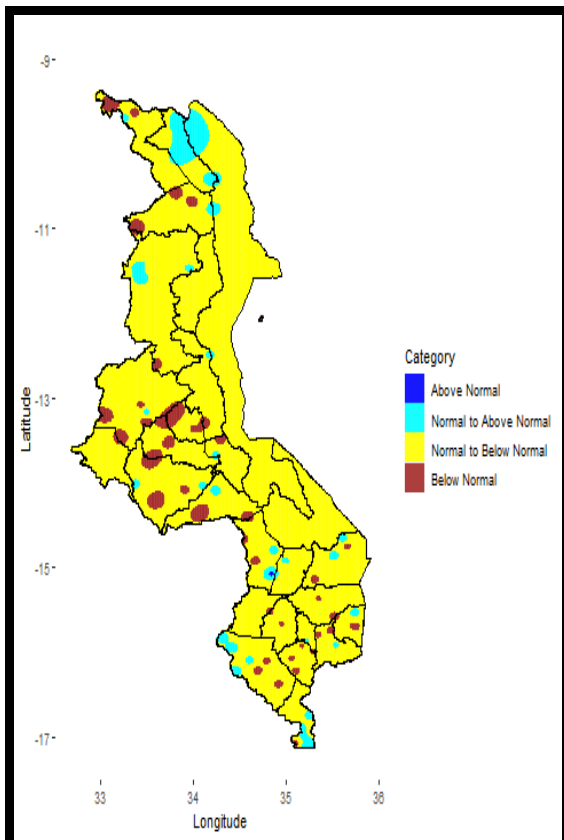 -9
-11
-13
-15
-17
Latitude
33
34
35
36
Longitude
Category
Above Normal
Normal to Above Normal
Normal to Below Normal
Below Normal